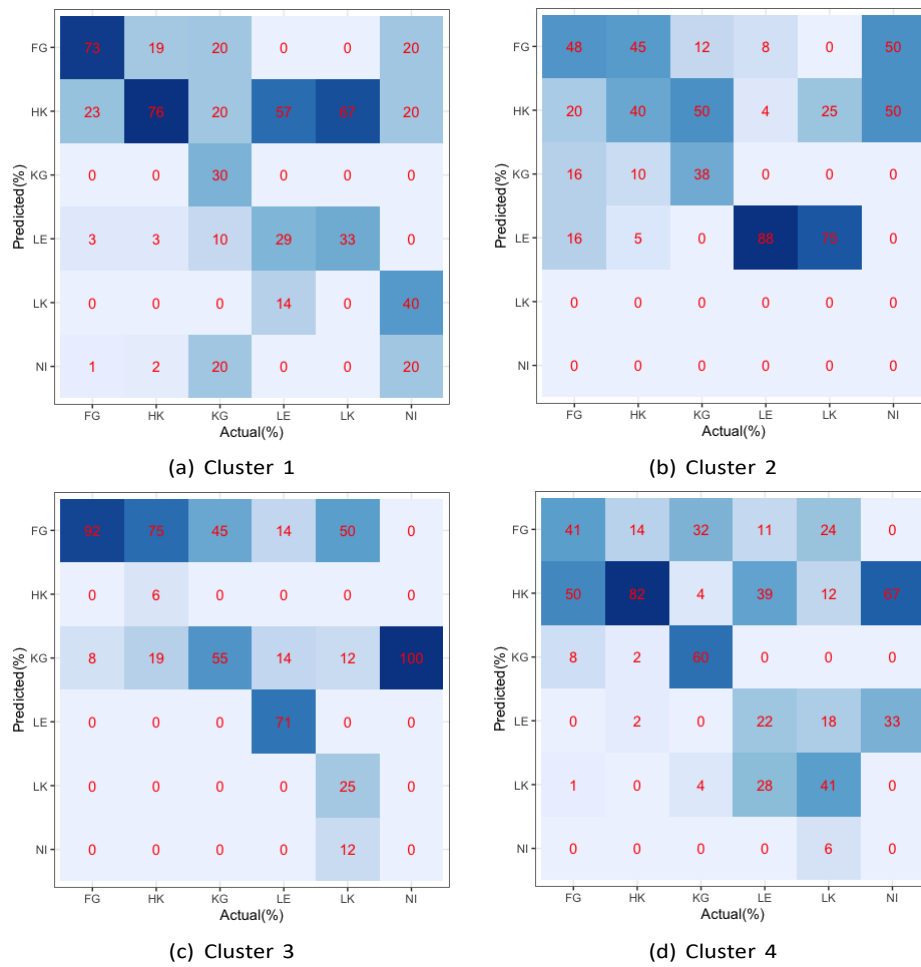 FG 73 19 20 0 0 20
HK 23 76 20 57 67 20
KG 0 0 30 0 0 0
LE 3 3 10 29 33 0
LK 0 0 0 14 0 40
NI 1 2 20 0 0 20
FG HK KG LE LK NI
Predicted(%)
Actual(%)
(a) Cluster 1
FG 48 45 12 8 0 50
HK 20 40 50 4 25 50
KG 16 10 38 0 0 0
LE 16 5 0 88 75 0
LK 0 0 0 0 0 0
NI 0 0 0 0 0 0
FG HK KG LE LK NI
Predicted(%)
Actual(%)
(b) Cluster 2
FG 92 75 45 14 50 0
HK 0 6 0 0 0 0
KG 8 19 55 14 12 100
LE 0 0 0 71 0 0
LK 0 0 0 0 25 0
NI 0 0 0 0 12 0
FG HK KG LE LK NI
Predicted(%)
Actual(%)
(c) Cluster 3
FG 41 14 32 11 24 0
HK 50 82 4 39 12 67
KG 8 2 60 0 0 0
LE 0 2 0 22 18 33
LK 1 0 4 28 41 0
NI 0 0 0 0 6 0
FG HK KG LE LK NI
Predicted(%)
Actual(%)
(d) Cluster 4